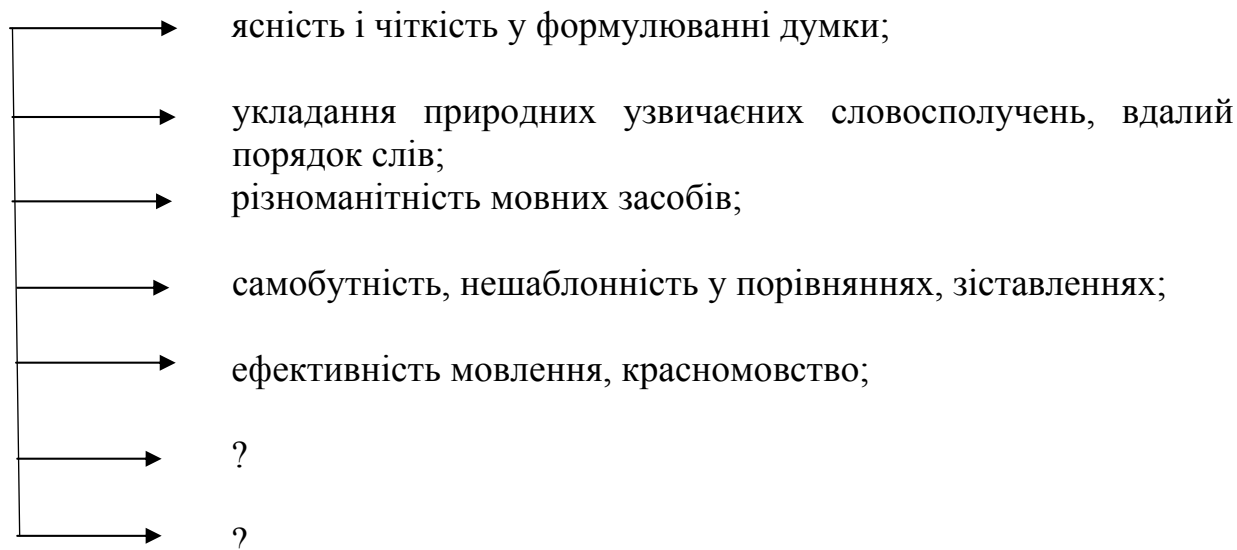 ясність і чіткість у формулюванні думки;
укладання природних узвичаєних словосполучень, вдалий
порядок слів;
різноманітність мовних засобів;
самобутність, нешаблонність у порівняннях, зіставленнях;
ефективність мовлення, красномовство;
?
?